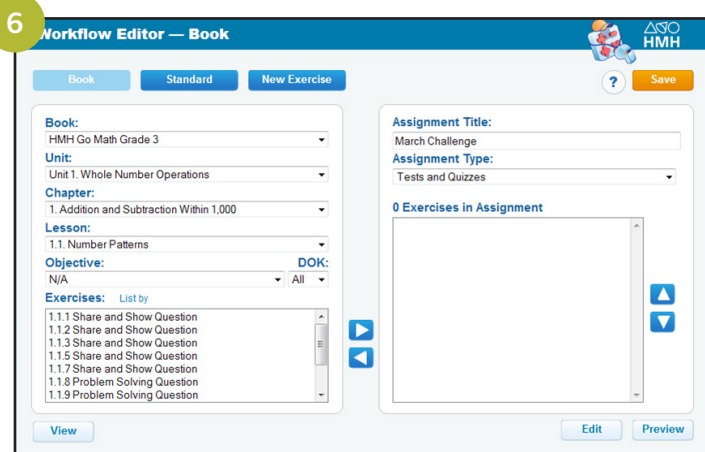 6
Workflow Editor — Book
HMH
Book
Standard
New Exercise
?
Save
Book:
HMH Go Math Grade 3
Unit:
Unit 1. Whole Number Operations
Chapter:
1. Addition and Subtraction Within 1,000
Lesson:
1.1. Number Patterns
Objective: DOK:
N/A All
Exercises: List by
1.1.1 Share and Show Question
1.1.2 Share and Show Question
1.1.3 Share and Show Question
1.1.5 Share and Show Question
1.1.7 Share and Show Question
1.1.8 Problem Solving Question
1.1.9 Problem Solving Question
View
Assignment Title:
March Challenge
Assignment Type:
Tests and Quizzes
0 Exercises in Assignment
Edit
Preview